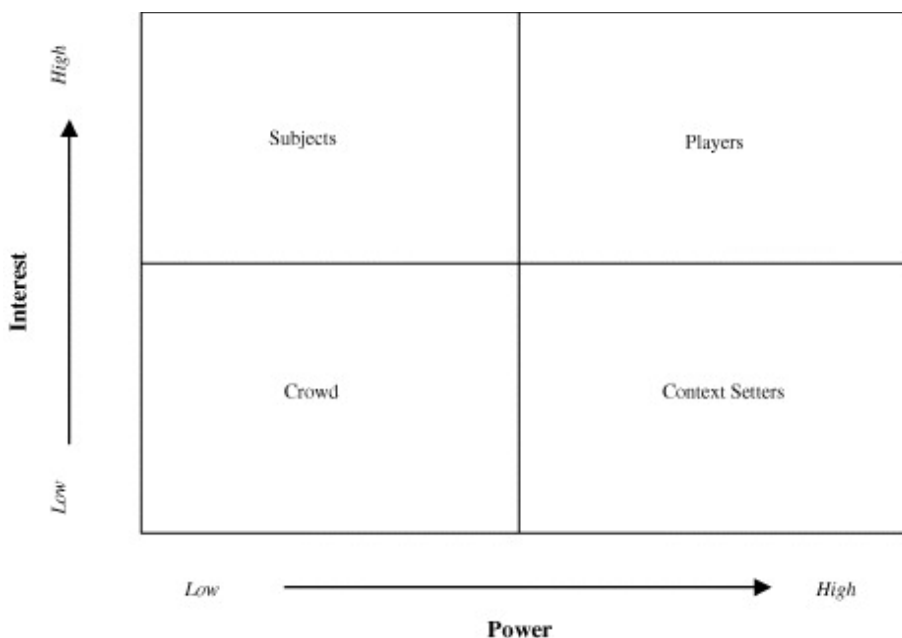 High
Subjects
Players
Interest
Crowd
Context Setters
Low
Low
High
Power